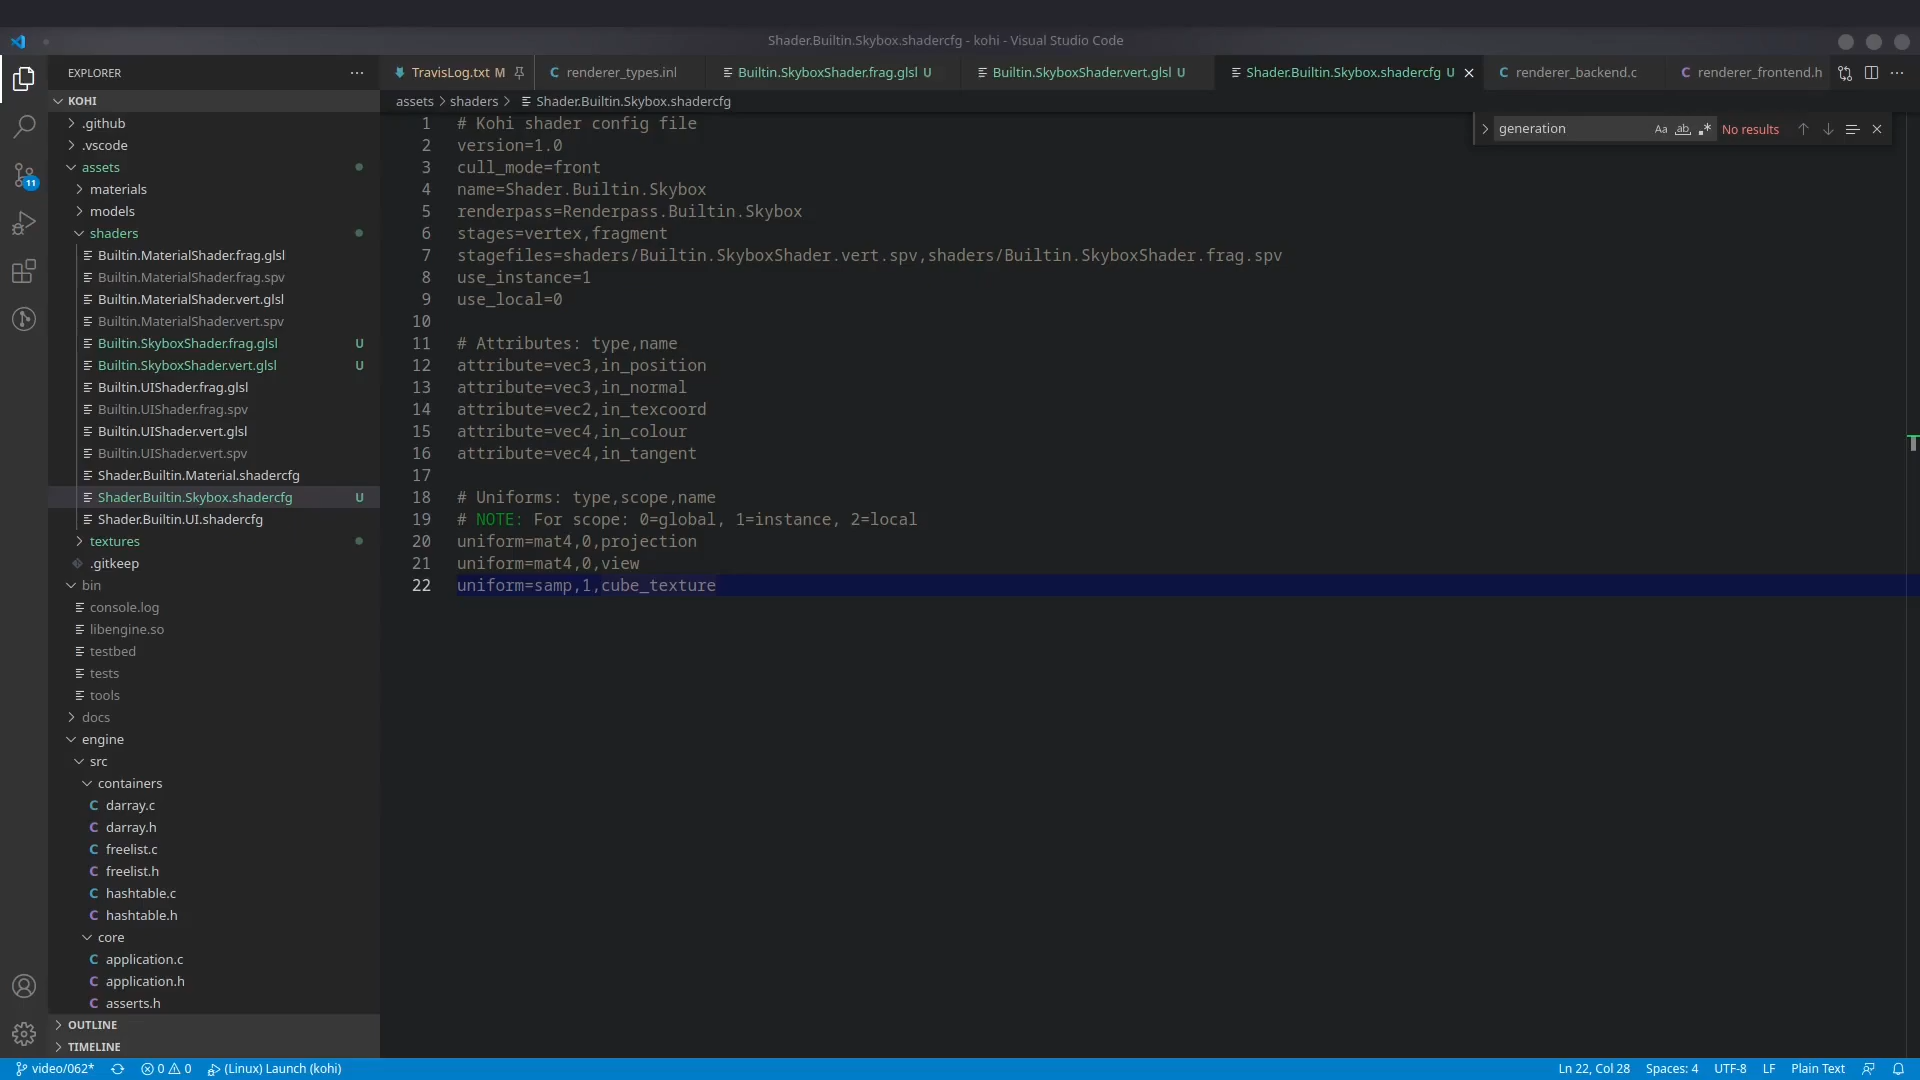 Shader.Builtin.Skybox.shadercfg - kohi - Visual Studio Code
EXPLORER
TravisLog.txt M
renderer_types.inl
Builtin.SkyboxShader.frag.glsl U
Builtin.SkyboxShader.vert.glsl U
Shader.Builtin.Skybox.shadercfg U
renderer_backend.c
renderer_frontend.h
KOHI
assets > shaders > Shader.Builtin.Skybox.shadercfg
generation
Aa
ab
No results
.github
.vscode
assets
materials
models
shaders
Builtin.MaterialShader.frag.glsl
Builtin.MaterialShader.frag.spv
Builtin.MaterialShader.vert.glsl
Builtin.MaterialShader.vert.spv
Builtin.SkyboxShader.frag.glsl U
Builtin.SkyboxShader.vert.glsl U
Builtin.UIShader.frag.glsl
Builtin.UIShader.frag.spv
Builtin.UIShader.vert.glsl
Builtin.UIShader.vert.spv
Shader.Builtin.Material.shadercfg
Shader.Builtin.Skybox.shadercfg U
Shader.Builtin.UI.shadercfg
textures
.gitkeep
bin
console.log
libengine.so
testbed
tests
tools
docs
engine
src
containers
darray.c
darray.h
freelist.c
freelist.h
hashtable.c
hashtable.h
core
application.c
application.h
asserts.h
OUTLINE
TIMELINE
11
1 # Kohi shader config file
2 version=1.0
3 cull_mode=front
4 name=Shader.Builtin.Skybox
5 renderpass=Renderpass.Builtin.Skybox
6 stages=vertex,fragment
7 stagefiles=shaders/Builtin.SkyboxShader.vert.spv,shaders/Builtin.SkyboxShader.frag.spv
8 use_instance=1
9 use_local=0
10
11 # Attributes: type,name
12 attribute=vec3,in_position
13 attribute=vec3,in_normal
14 attribute=vec2,in_texcoord
15 attribute=vec4,in_colour
16 attribute=vec4,in_tangent
17
18 # Uniforms: type,scope,name
19 # NOTE: For scope: 0=global, 1=instance, 2=local
20 uniform=mat4,0,projection
21 uniform=mat4,0,view
22 uniform=samp,1,cube_texture
video/062* 0 0 (Linux) Launch (kohi) Ln 22, Col 28 Spaces: 4 UTF-8 LF Plain Text